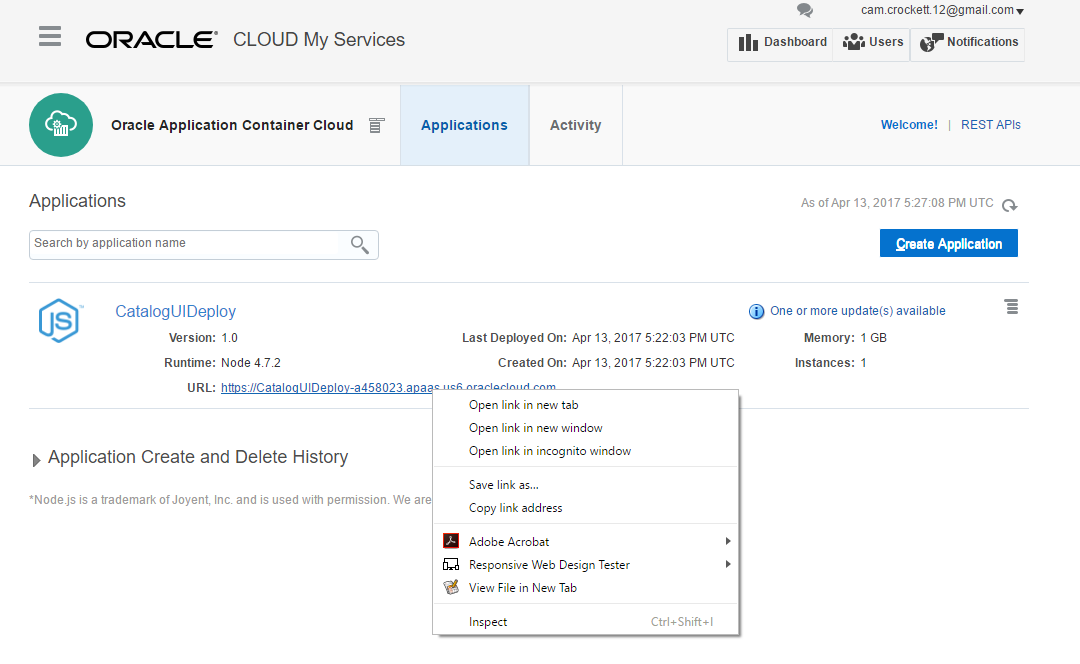 cam.crockett.12@gmail.com
ORACLE® CLOUD My Services
Dashboard Users Notifications
Oracle Application Container Cloud Applications Activity Welcome! | REST APIs
Applications
As of Apr 13, 2017 5:27:08 PM UTC
Search by application name
Create Application
JS CatalogUIDeploy One or more update(s) available
Version: 1.0 Last Deployed On: Apr 13, 2017 5:22:03 PM UTC Memory: 1 GB
Runtime: Node 4.7.2 Created On: Apr 13, 2017 5:22:03 PM UTC Instances: 1
URL: https://CatalogUIDeploy-a458023.apaas.us6.oraclecloud.com
Open link in new tab
Open link in new window
Open link in incognito window
Save link as...
Copy link address
Adobe Acrobat
Responsive Web Design Tester
View File in New Tab
Inspect Ctrl+Shift+I
Application Create and Delete History
*Node.js is a trademark of Joyent, Inc. and is used with permission. We are